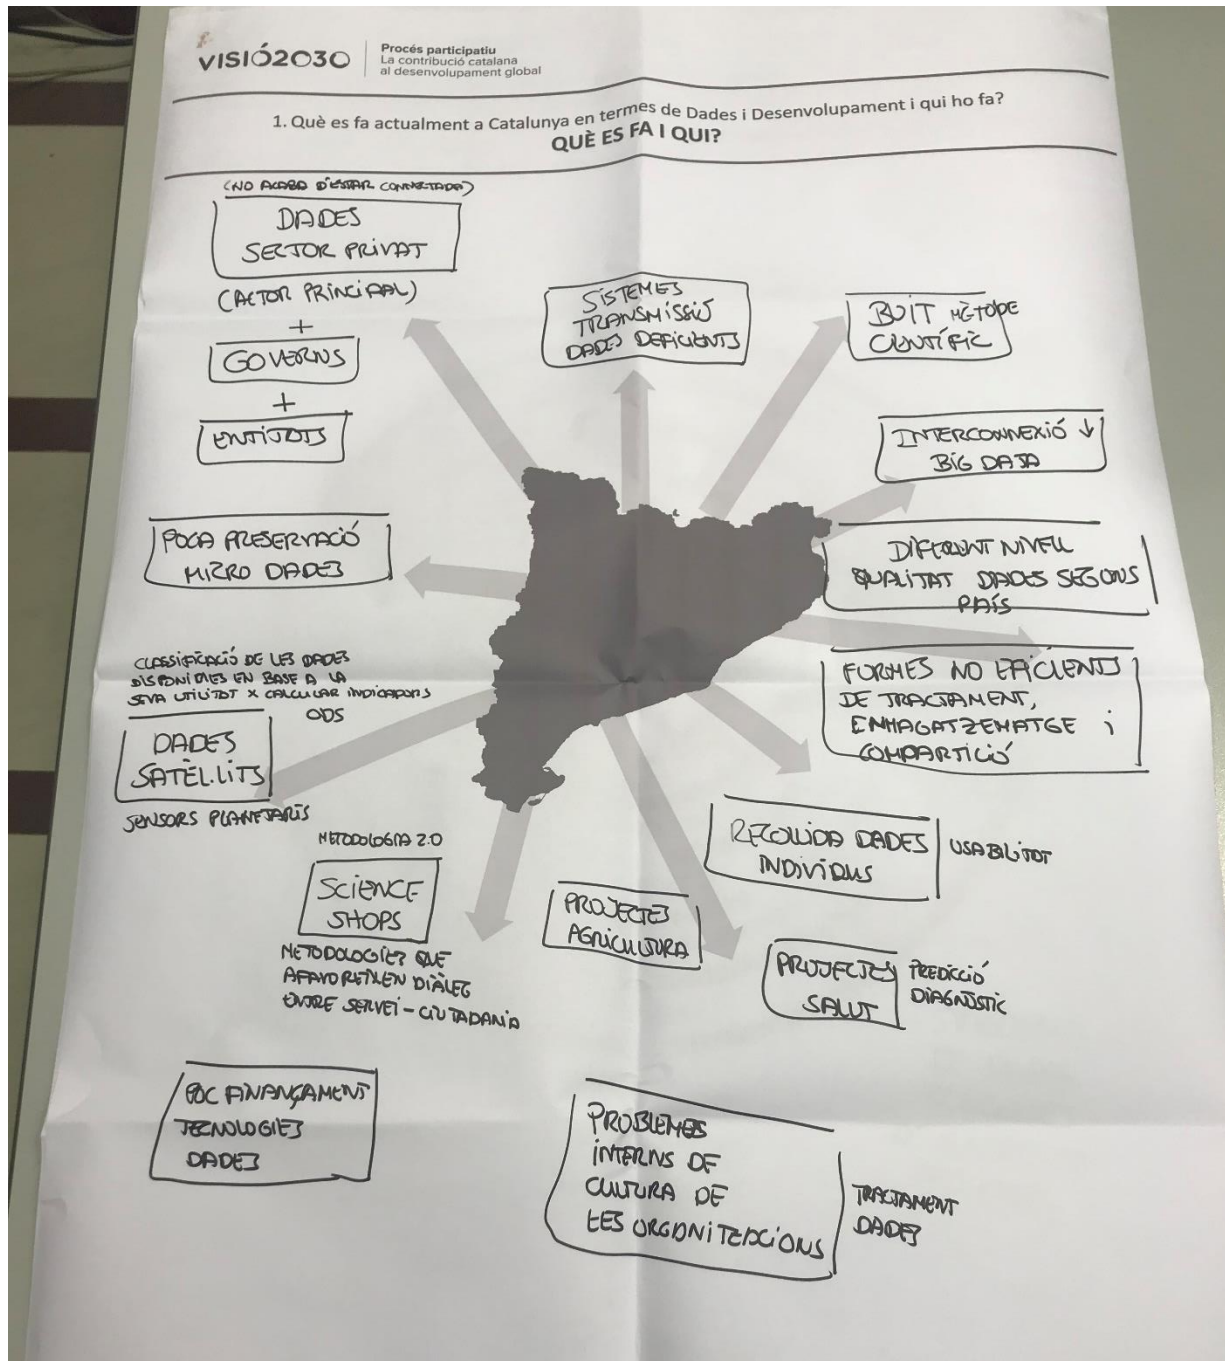 VISIÓ2030
Procés participatiu
La contribució catalana
al desenvolupament global
1. Què es fa actualment a Catalunya en termes de Dades i Desenvolupament i qui ho fa?
QUÈ ES FA I QUI?
(NO ACABA D'ESTAR CONNECTADA)
DADES
SECTOR PRIVAT
(ACTOR PRINCIPAL)
+
GOVERNS
+
ENTITATS
SISTEMES
TRANSMISSIÓ
DADES DEFICIENTS
BUIT MÈTODE
CIENTÍFIC
INTERCONNEXIÓ ↓
BIG DATA
POCA PRESERVACIÓ
MICRO DADES
DIFERENT NIVELL
QUALITAT DADES SEGONS
PAÍS
CLASSIFICACIÓ DE LES DADES
DISPONIBLES EN BASE A LA
SEVA UTILITAT X CALCULAR INDICADORS
ODS
DADES
SATÈL.LITS
SENSORS PLANETARIS
FORMES NO EFICIENTS
DE TRACTAMENT,
EMMAGATZEMATGE i
COMPARTICIÓ
RECOLLIDA DADES
INDIVIDUS
USABILITAT
METODOLOGIA 2.0
SCIENCE
SHOPS
METODOLOGIES QUE
AFAVOREIXEN DIÀLEG
ENTRE SERVEI - CIUTADANIA
PROJECTES
AGRICULTURA
PROJECTES
SALUT
PREDICCIÓ
DIAGNÒSTIC
POC FINANÇAMENT
TECNOLOGIES
DADES
PROBLEMES
INTERNS DE
CULTURA DE
LES ORGANITZACIONS
TRACTAMENT
DADES